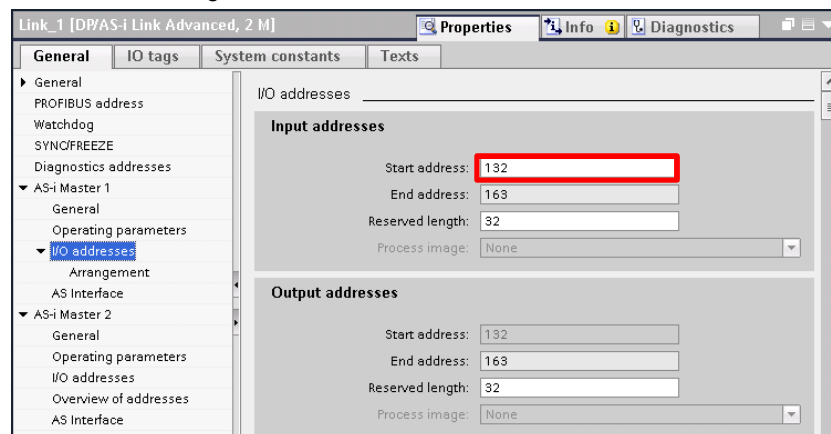 Link_1 [DP/AS-i Link Advanced, 2 M]
Properties Info Diagnostics
General IO tags System constants Texts
General
PROFIBUS address
Watchdog
SYNC/FREEZE
Diagnostics addresses
AS-i Master 1
General
Operating parameters
I/O addresses
Arrangement
AS Interface
AS-i Master 2
General
Operating parameters
I/O addresses
Overview of addresses
AS Interface
I/O addresses
Input addresses
Start address: 132
End address: 163
Reserved length: 32
Process image: None
Output addresses
Start address: 132
End address: 163
Reserved length: 32
Process image: None